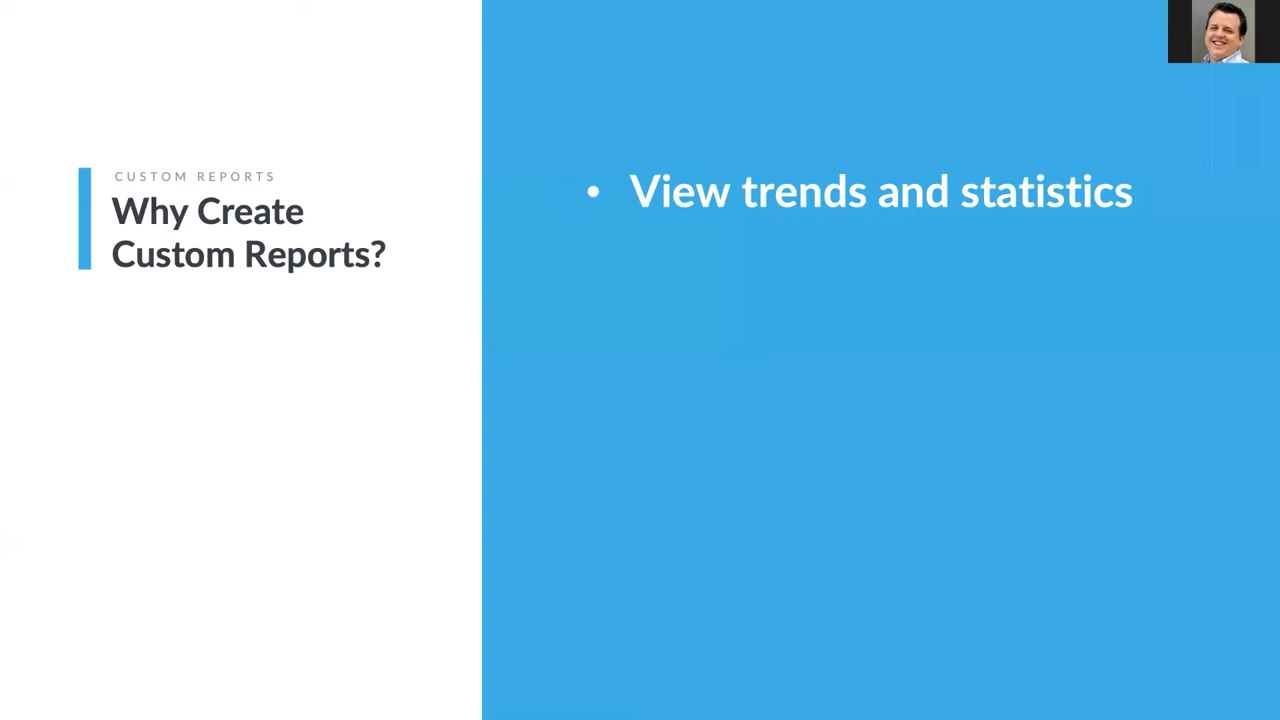 CUSTOM REPORTS
Why Create
Custom Reports?
• View trends and statistics